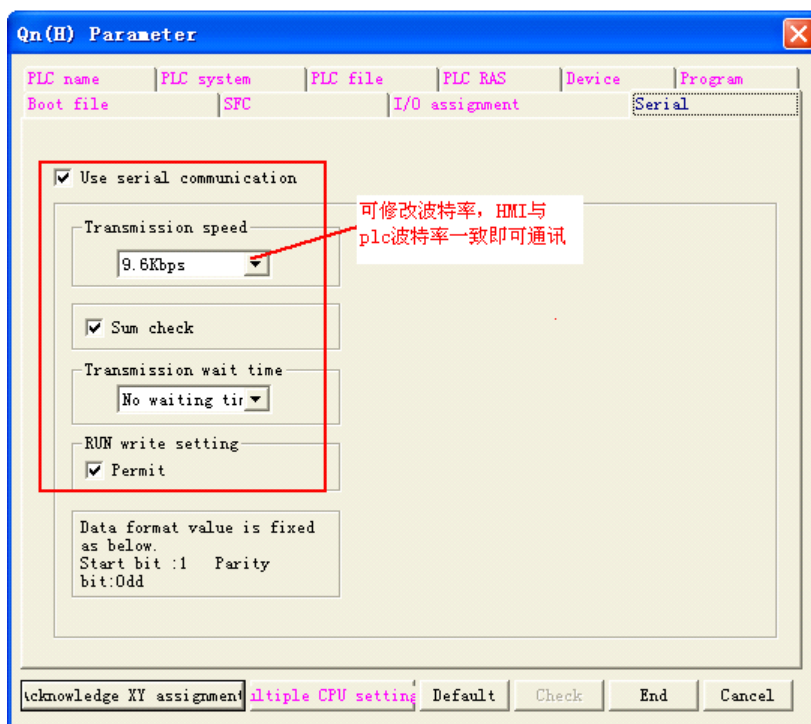 Qn(H) Parameter
PLC name PLC system PLC file PLC RAS Device Program
Boot file SFC I/O assignment Serial
Use serial communication
可修改波特率，HMI与
plc波特率一致即可通讯
Transmission speed
9.6Kbps
Sum check
Transmission wait time
No waiting tir
RUN write setting
Permit
Data format value is fixed
as below.
Start bit :1 Parity
bit:Odd
cknowledge XY assignment ultiple CPU setting Default Check End Cancel